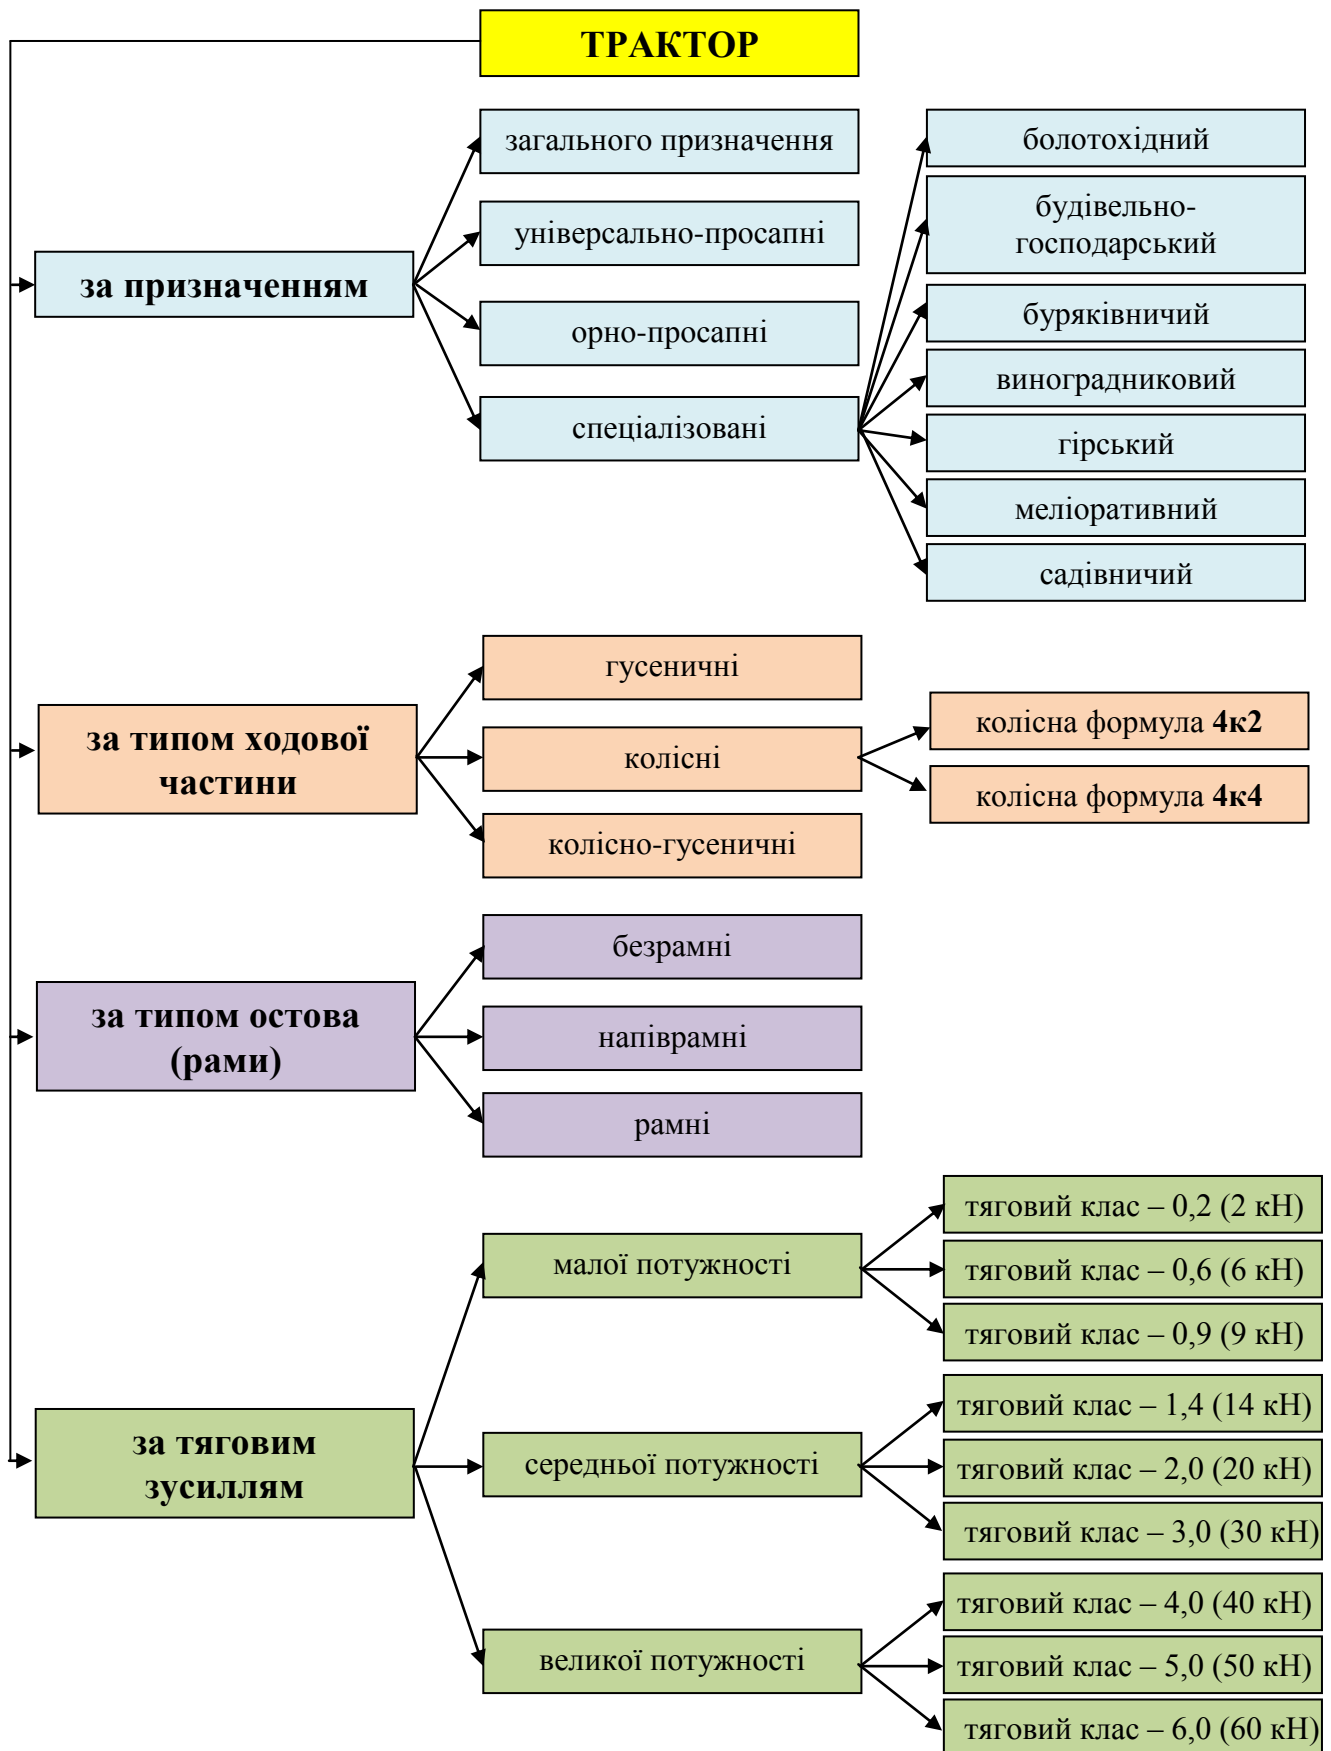 ТРАКТОР
за призначенням
загального призначення
універсально-просапні
орно-просапні
спеціалізовані
болотохідний
будівельно-
господарський
буряківничий
виноградниковий
гірський
меліоративний
садівничий
за типом ходової
частини
гусеничні
колісні
колісно-гусеничні
колісна формула 4к2
колісна формула 4к4
за типом остова
(рами)
безрамні
напіврамні
рамні
за тяговим
зусиллям
малої потужності
тяговий клас – 0,2 (2 кН)
тяговий клас – 0,6 (6 кН)
тяговий клас – 0,9 (9 кН)
середньої потужності
тяговий клас – 1,4 (14 кН)
тяговий клас – 2,0 (20 кН)
тяговий клас – 3,0 (30 кН)
великої потужності
тяговий клас – 4,0 (40 кН)
тяговий клас – 5,0 (50 кН)
тяговий клас – 6,0 (60 кН)